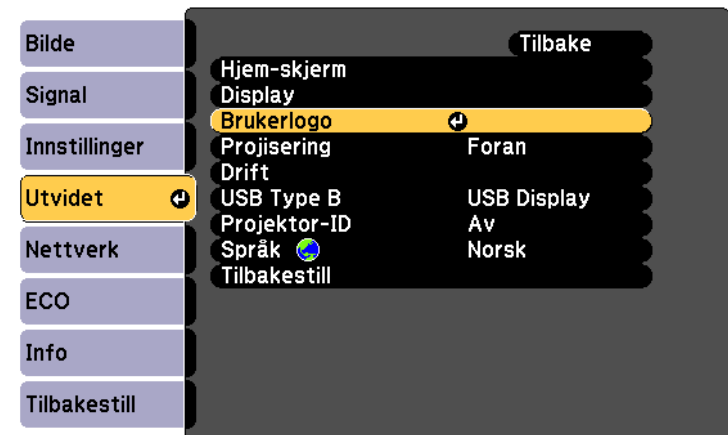 Bilde
Signal
Innstillinger
Utvidet
Nettverk
ECO
Info
Tilbakestill
Tilbake
Hjem-skjerm
Display
Brukerlogo
Projisering Foran
Drift
USB Type B USB Display
Projektor-ID Av
Språk Norsk
Tilbakestill